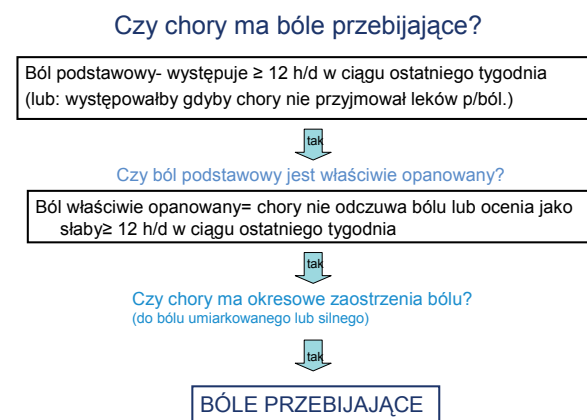 Czy chory ma bóle przebijające?
Ból podstawowy- występuje ≥ 12 h/d w ciągu ostatniego tygodnia
(lub: występowałby gdyby chory nie przyjmował leków p/ból.)
tak
Czy ból podstawowy jest właściwie opanowany?
Ból właściwie opanowany= chory nie odczuwa bólu lub ocenia jako
słaby≥ 12 h/d w ciągu ostatniego tygodnia
tak
Czy chory ma okresowe zaostrzenia bólu?
(do bólu umiarkowanego lub silnego)
tak
BÓLE PRZEBIJAJĄCE